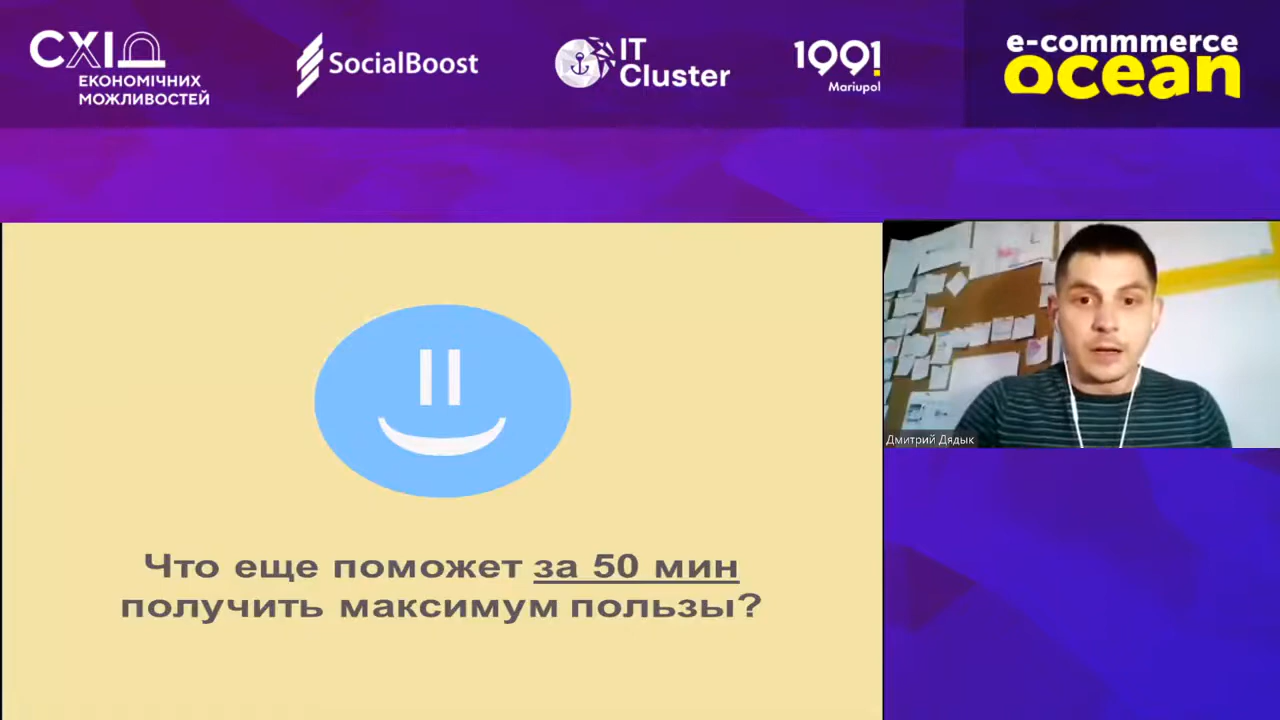 СХІД
ЕКОНОМІЧНИХ
МОЖЛИВОСТЕЙ
SocialBoost
IT
Cluster
1991
Mariupol
e-commmerce
ocean
Дмитрий Дядык
Что еще поможет за 50 мин
получить максимум пользы?